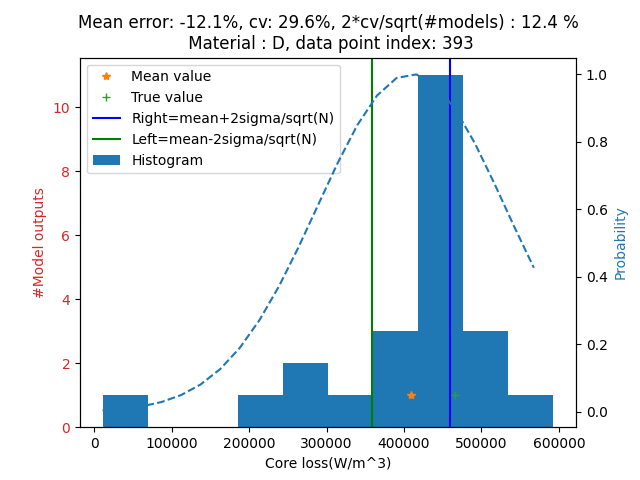 Mean error: -12.1%, cv: 29.6%, 2*cv/sqrt(#models) : 12.4 %
Material : D, data point index: 393
Mean value
True value
Right=mean+2sigma/sqrt(N)
Left=mean-2sigma/sqrt(N)
Histogram
#Model outputs
10
8
6
4
2
0
Probability
1.0
0.8
0.6
0.4
0.2
0.0
0 100000 200000 300000 400000 500000 600000
Core loss(W/m^3)